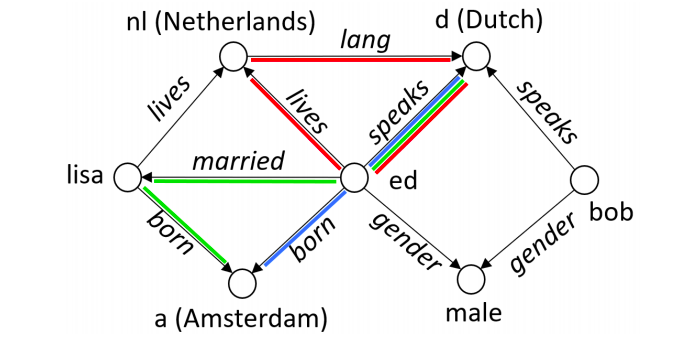 nl (Netherlands)
d (Dutch)
lang
lives
lives
speaks
speaks
lisa
married
ed
bob
born
born
gender
gender
a (Amsterdam)
male